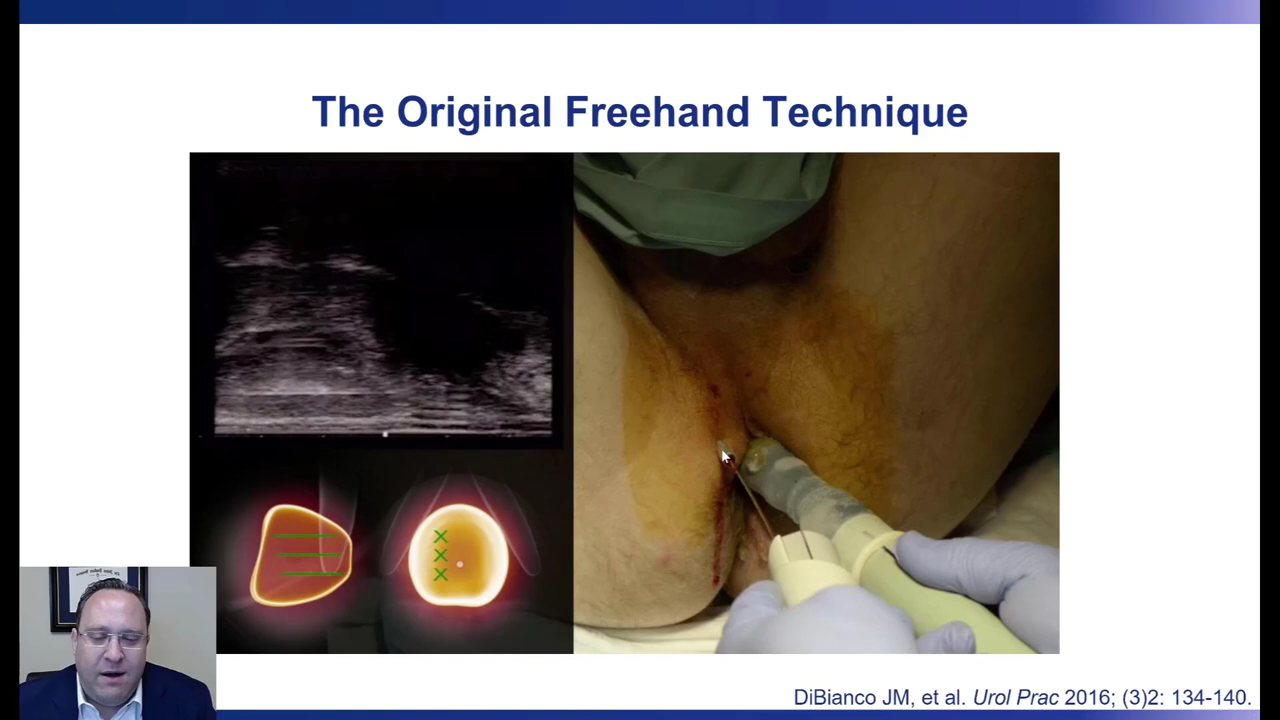 The Original Freehand Technique
DiBianco JM, et al. Urol Prac 2016; (3)2: 134-140.